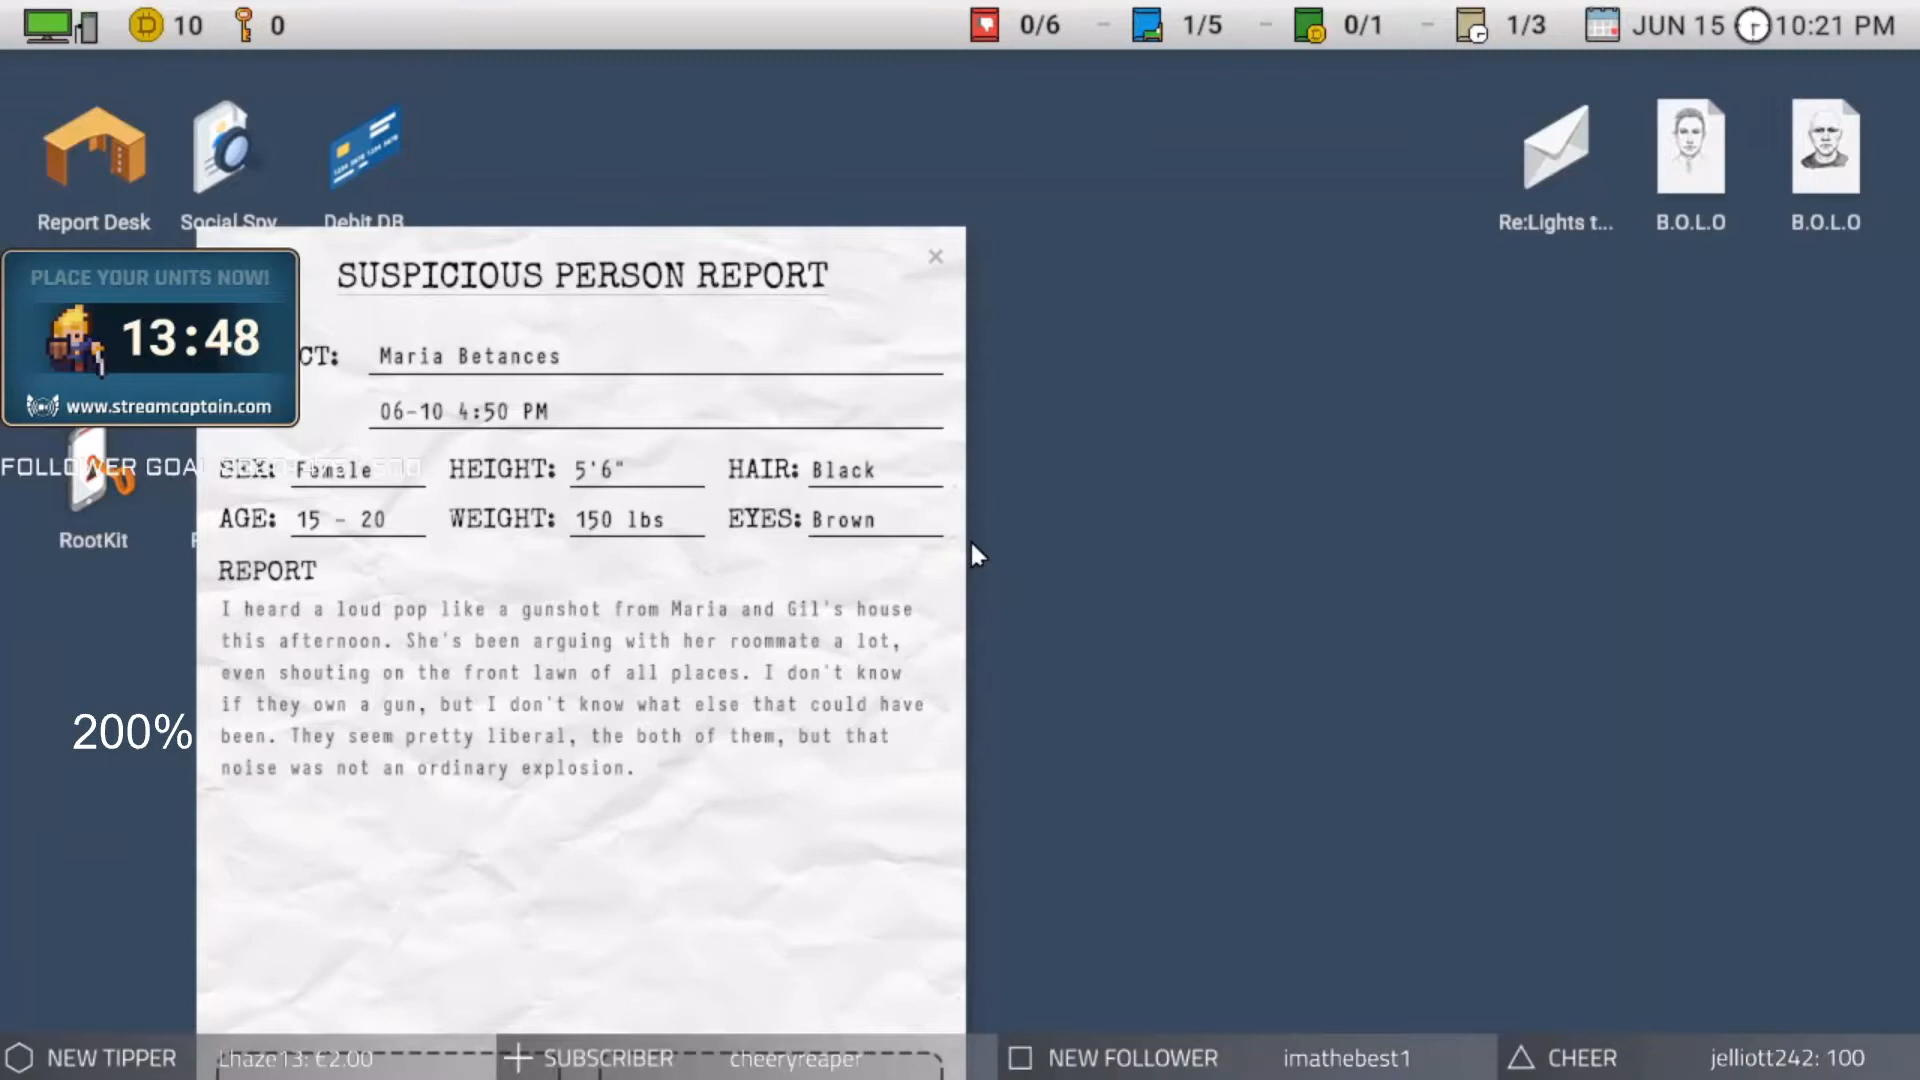 10 0 0/6 - 1/5 - 0/1 - 1/3 JUN 15 10:21 PM
Report Desk Social Spy Debit DB Re:Lights t... B.O.L.O B.O.L.O
SUSPICIOUS PERSON REPORT
PLACE YOUR UNITS NOW!
13:48
www.streamcaptain.com
CT: Maria Betances
06-10 4:50 PM
FOLLOWER GOAL
SEX: Female HEIGHT: 5'6" HAIR: Black
AGE: 15 - 20 WEIGHT: 150 lbs EYES: Brown
RootKit
REPORT
I heard a loud pop like a gunshot from Maria and Gil's house
this afternoon. She's been arguing with her roommate a lot,
even shouting on the front lawn of all places. I don't know
if they own a gun, but I don't know what else that could have
been. They seem pretty liberal, the both of them, but that
noise was not an ordinary explosion.
200%
NEW TIPPER Lhaze13: €2.00 SUBSCRIBER cheeryreaper NEW FOLLOWER imathebest1 CHEER jelliott242: 100